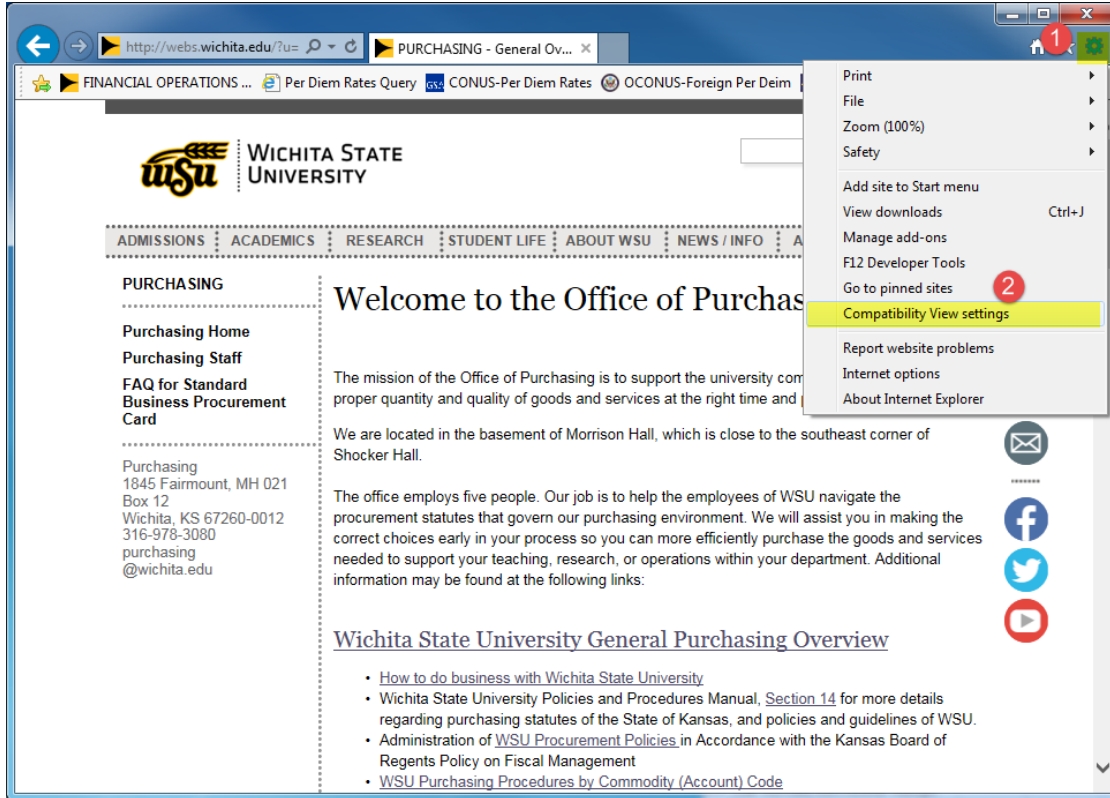 http://webs.wichita.edu/?u=
PURCHASING - General Ov...
1
FINANCIAL OPERATIONS ...
Per Diem Rates Query
GSA
CONUS-Per Diem Rates
OCONUS-Foreign Per Deim
Print
File
Zoom (100%)
Safety
Add site to Start menu
View downloads Ctrl+J
Manage add-ons
F12 Developer Tools
Go to pinned sites
2
Compatibility View settings
Report website problems
Internet options
About Internet Explorer
wsu
WICHITA STATE
UNIVERSITY
ADMISSIONS ACADEMICS RESEARCH STUDENT LIFE ABOUT WSU NEWS / INFO A
PURCHASING
Purchasing Home
Purchasing Staff
FAQ for Standard
Business Procurement
Card
Purchasing
1845 Fairmount, MH 021
Box 12
Wichita, KS 67260-0012
316-978-3080
purchasing
@wichita.edu
Welcome to the Office of Purchas
The mission of the Office of Purchasing is to support the university com
proper quantity and quality of goods and services at the right time and
We are located in the basement of Morrison Hall, which is close to the southeast corner of
Shocker Hall.
The office employs five people. Our job is to help the employees of WSU navigate the
procurement statutes that govern our purchasing environment. We will assist you in making the
correct choices early in your process so you can more efficiently purchase the goods and services
needed to support your teaching, research, or operations within your department. Additional
information may be found at the following links:
Wichita State University General Purchasing Overview
• How to do business with Wichita State University
• Wichita State University Policies and Procedures Manual, Section 14 for more details
regarding purchasing statutes of the State of Kansas, and policies and guidelines of WSU.
• Administration of WSU Procurement Policies in Accordance with the Kansas Board of
Regents Policy on Fiscal Management
• WSU Purchasing Procedures by Commodity (Account) Code